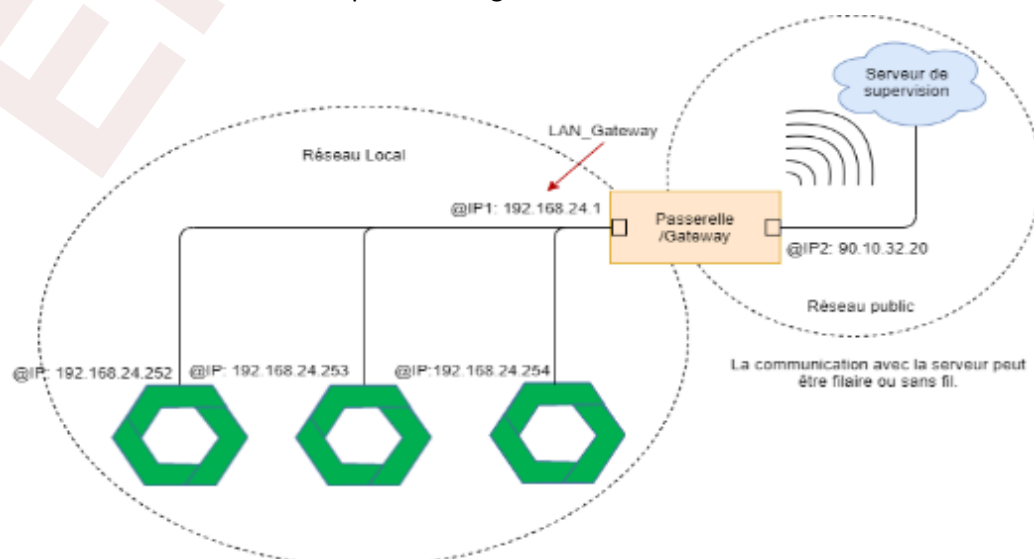 Serveur de
supervision
LAN_Gateway
Réseau Local
@IP1: 192.168.24.1
Passerelle
/Gateway
@IP2: 90.10.32.20
Réseau public
La communication avec la serveur peut
être filaire ou sans fil.
@IP: 192.168.24.252
@IP: 192.168.24.253
@IP:192.168.24.254